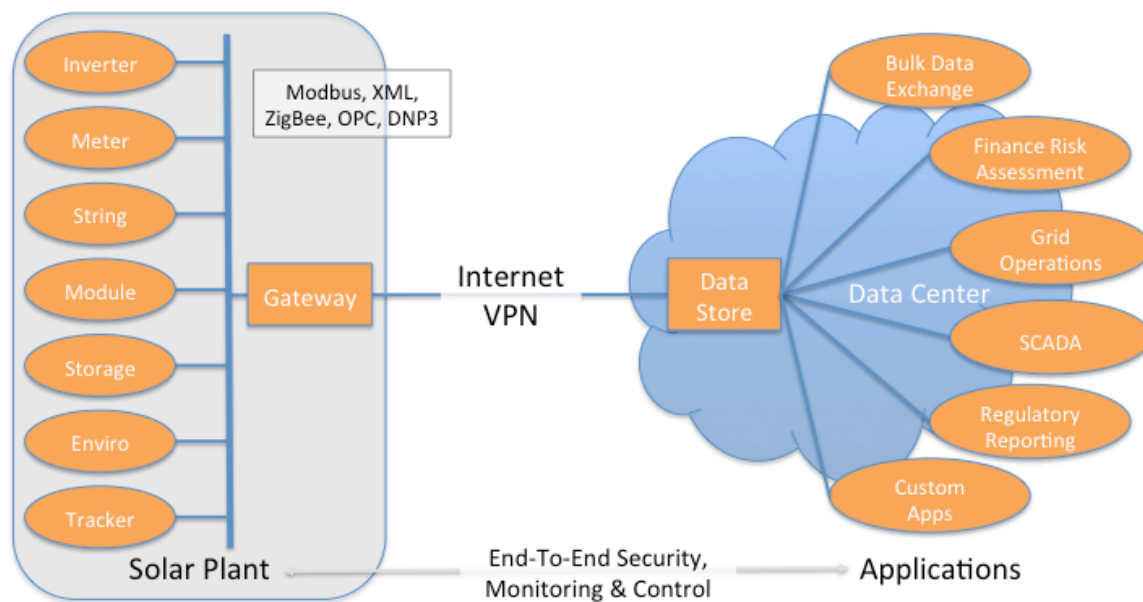 Inverter
Meter
String
Module
Storage
Enviro
Tracker
Modbus, XML,
ZigBee, OPC, DNP3
Gateway
Solar Plant
Internet
VPN
End-To-End Security,
Monitoring & Control
Data
Store
Data Center
Bulk Data
Exchange
Finance Risk
Assessment
Grid
Operations
SCADA
Regulatory
Reporting
Custom
Apps
Applications